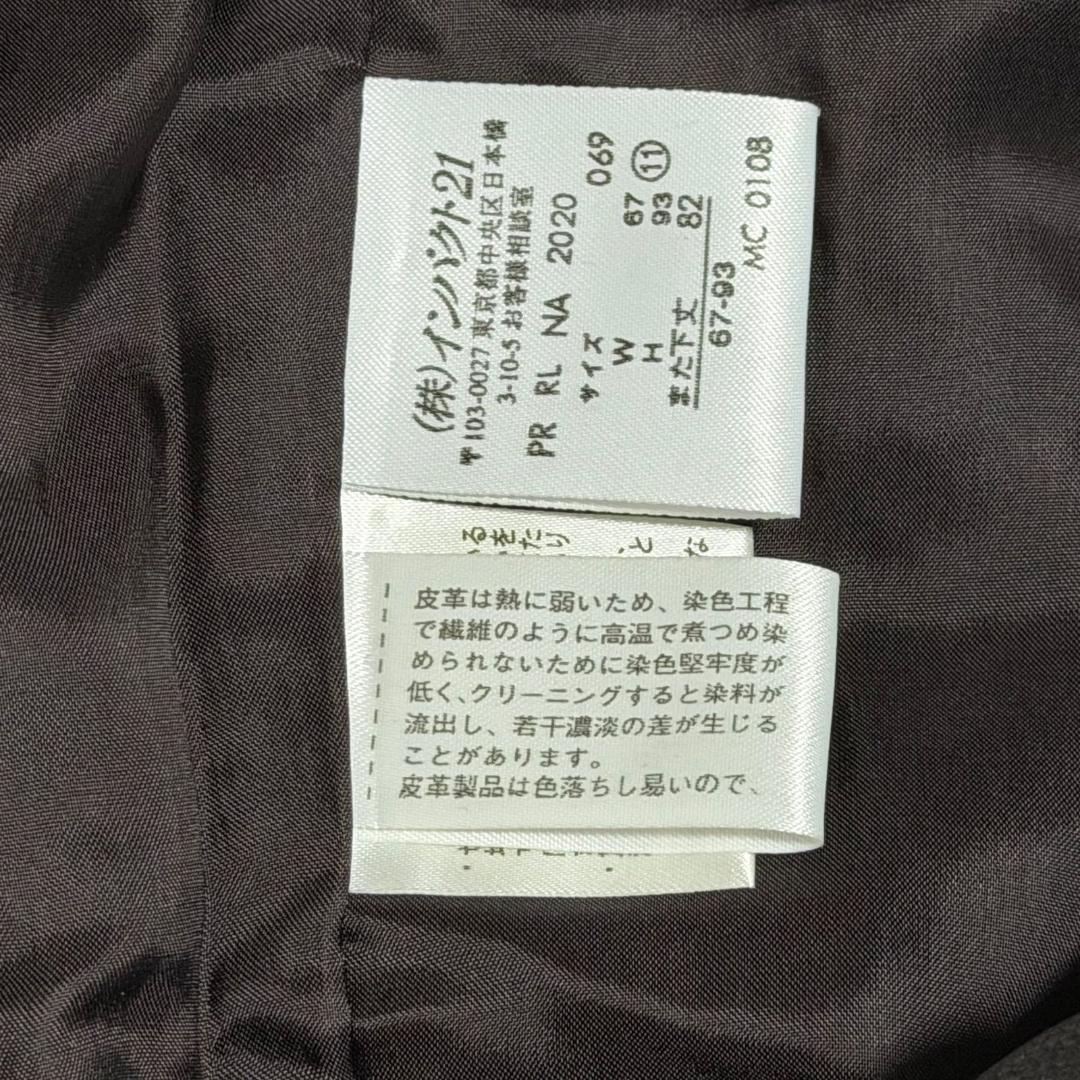 (株)インパクト21
〒103-0027 東京都中央区日本橋
3-10-5 お客様相談室
PR RL NA 2020 069
サイズ ⑪
W 67
H 93
また下丈 82
67-93
MC 0108
皮革は熱に弱いため、染色工程
で繊維のように高温で煮つめ染
められないために染色堅牢度が
低く、クリーニングすると染料が
流出し、若干濃淡の差が生じる
ことがあります。
皮革製品は色落ちし易いので、